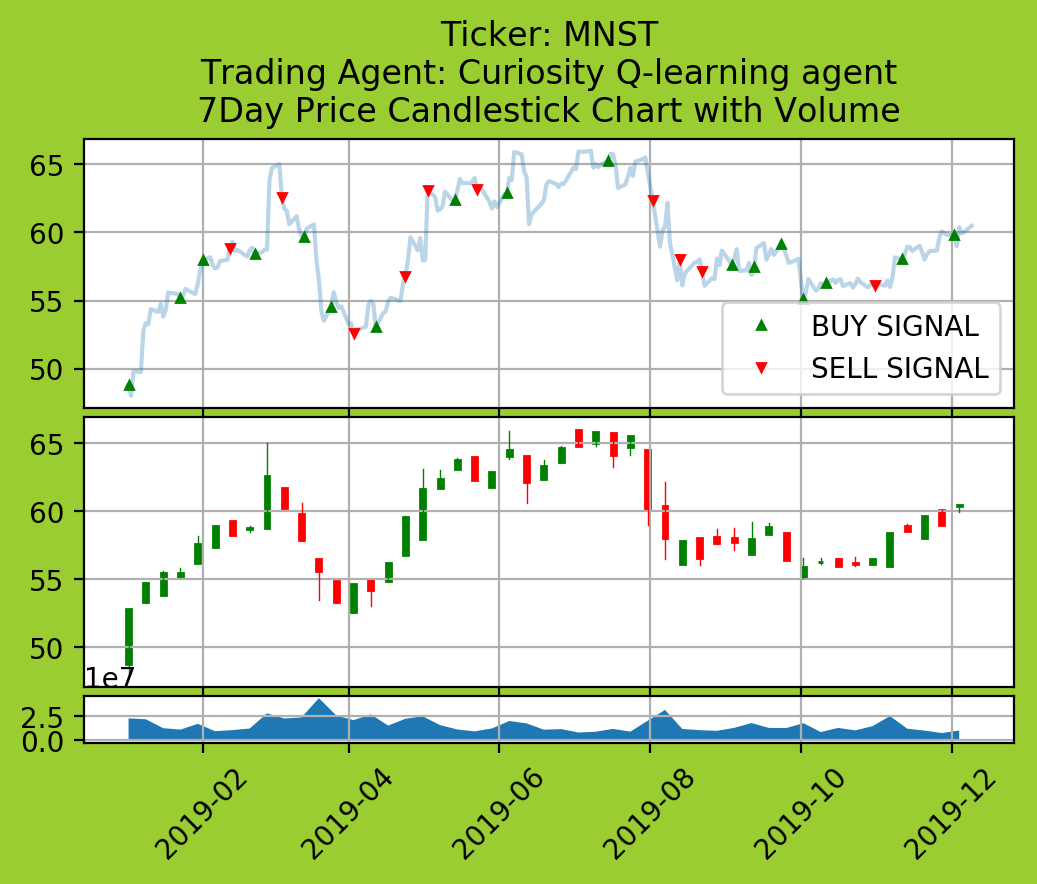 Ticker: MNST
Trading Agent: Curiosity Q-learning agent
7Day Price Candlestick Chart with Volume
65
60
55
50
BUY SIGNAL
SELL SIGNAL
65
60
55
50
1e7
2.5
0.0
2019-02
2019-04
2019-06
2019-08
2019-10
2019-12